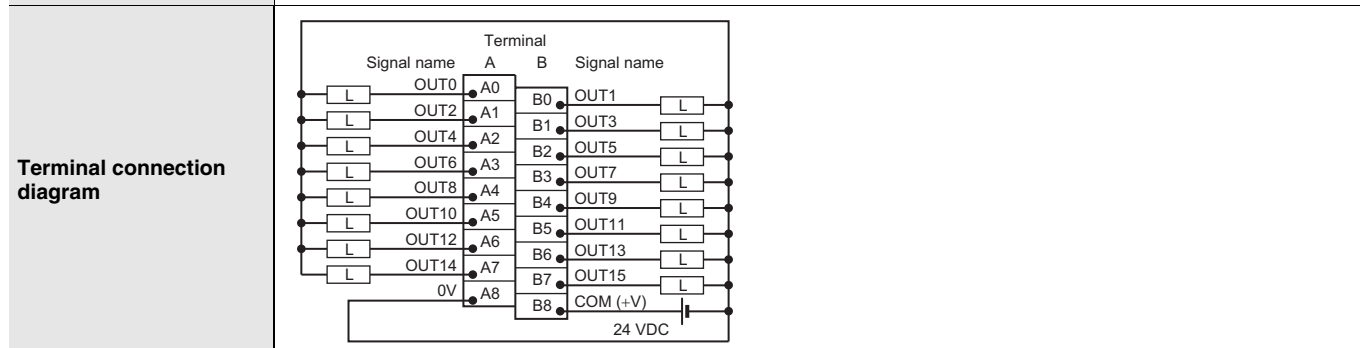 Terminal connection
diagram
Terminal
Signal name A B Signal name
OUT0 A0
L
B0 OUT1
L
OUT2 A1
L
B1 OUT3
L
OUT4 A2
L
B2 OUT5
L
OUT6 A3
L
B3 OUT7
L
OUT8 A4
L
B4 OUT9
L
OUT10 A5
L
B5 OUT11
L
OUT12 A6
L
B6 OUT13
L
OUT14 A7
L
B7 OUT15
L
0V A8
B8 COM (+V)
24 VDC